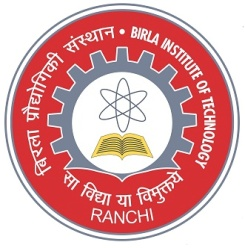 बिरला प्रौद्योगिकी संस्थान • BIRLA INSTITUTE OF TECHNOLOGY
सा विद्या या विमुक्तये
RANCHI